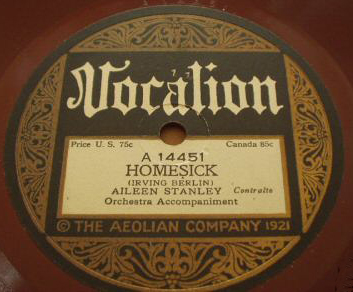 Vocalion
Price U. S. 75c Canada 85c
A 14451
HOMESICK
(IRVING BERLIN)
AILEEN STANLEY Contralto
Orchestra Accompaniment
© THE AEOLIAN COMPANY 1921